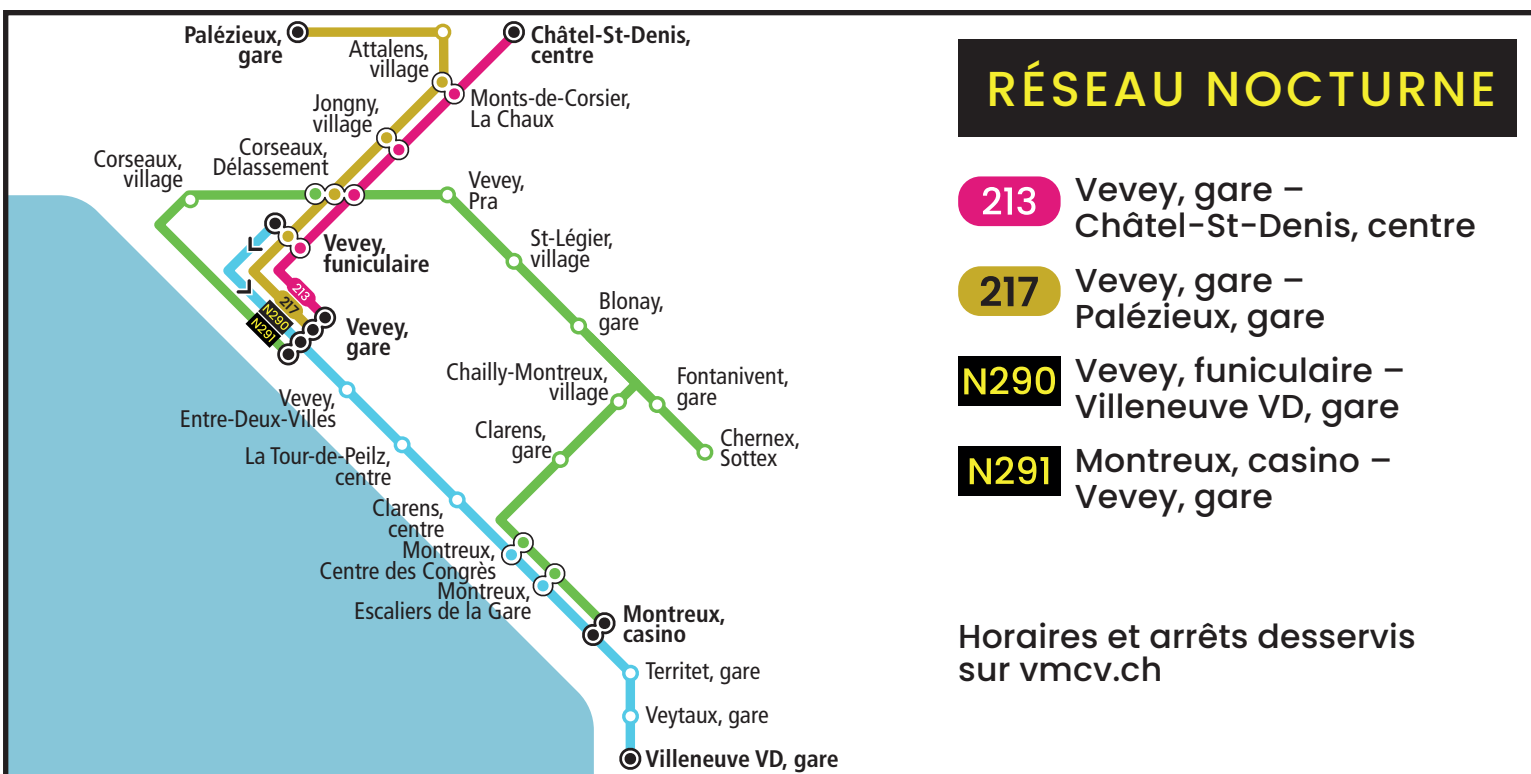 Palézieux,
gare
Attalens,
village
Châtel-St-Denis,
centre
Monts-de-Corsier,
La Chaux
Jongny,
village
Corseaux,
Délassement
Corseaux,
village
Vevey,
Pra
Vevey,
funiculaire
St-Légier,
village
213
217
N290
N291
Vevey,
gare
Blonay,
gare
Chailly-Montreux,
village
Fontanivent,
gare
Vevey,
Entre-Deux-Villes
Clarens,
gare
Chernex,
Sottex
La Tour-de-Peilz,
centre
Clarens,
centre
Montreux,
Centre des Congrès
Montreux,
Escaliers de la Gare
Montreux,
casino
Territet, gare
Veytaux, gare
Villeneuve VD, gare
RÉSEAU NOCTURNE
213 Vevey, gare –
Châtel-St-Denis, centre
217 Vevey, gare –
Palézieux, gare
N290 Vevey, funiculaire –
Villeneuve VD, gare
N291 Montreux, casino –
Vevey, gare
Horaires et arrêts desservis
sur vmcv.ch